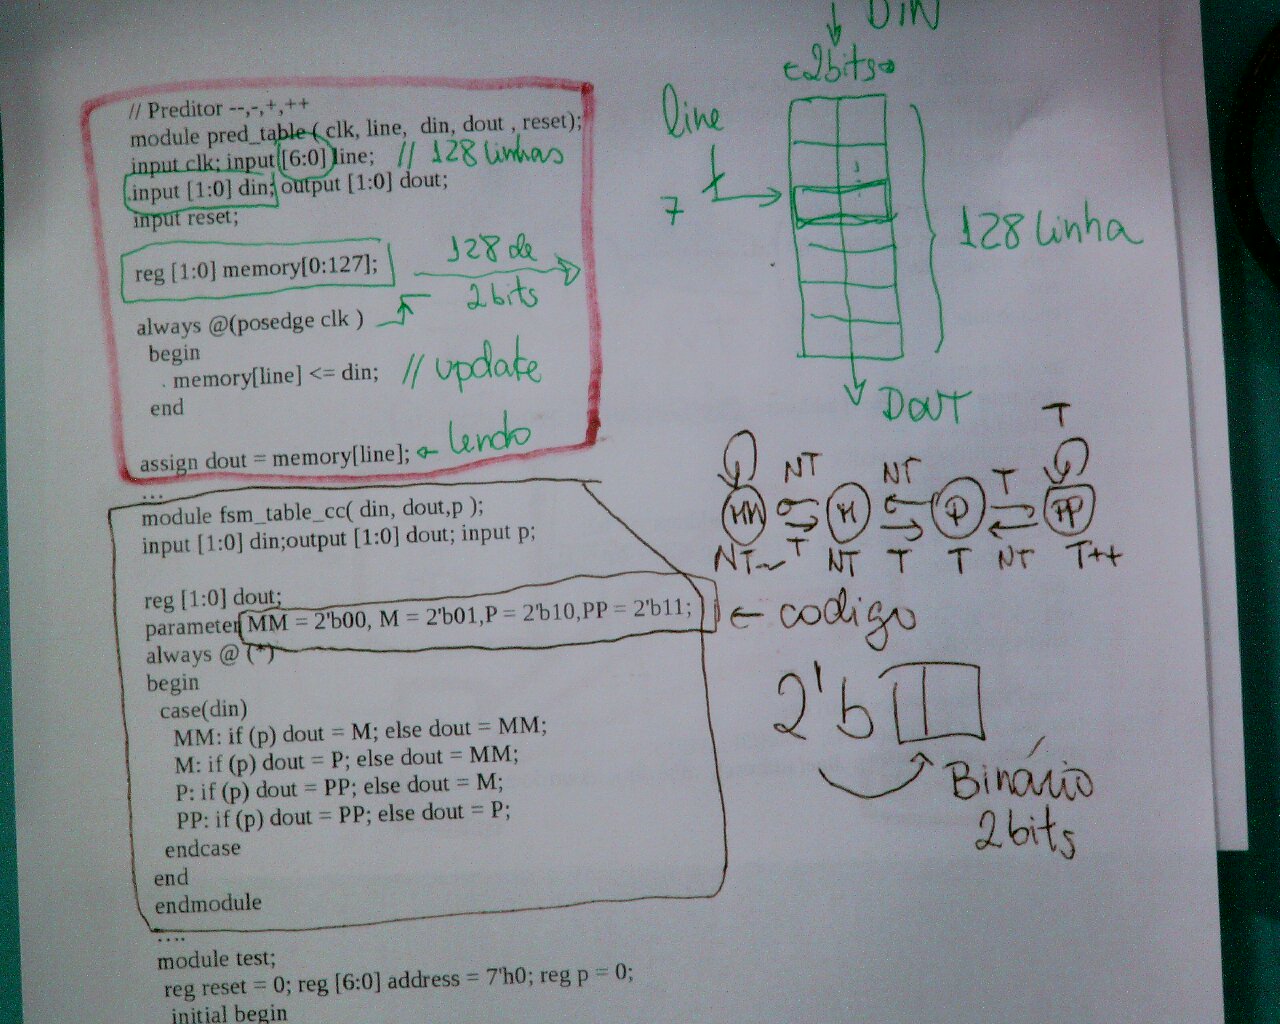 // Preditor --,-,+,++
module pred_table ( clk, line, din, dout , reset);
input clk; input [6:0] line; // 128 linhas
input [1:0] din; output [1:0] dout;
input reset;
reg [1:0] memory[0:127]; 128 de
2 bits
always @(posedge clk )
begin
memory[line] <= din; // update
end
assign dout = memory[line]; ← lendo
...
DIN
2bits
line
7
128 linha
DOUT
T
NT NT T
MM M P PP
T T NT
NT-- NT T T++
module fsm_table_cc( din, dout,p );
input [1:0] din;output [1:0] dout; input p;
reg [1:0] dout;
parameter MM = 2'b00, M = 2'b01,P = 2'b10,PP = 2'b11; ← codigo
always @ (*)
begin
case(din)
MM: if (p) dout = M; else dout = MM;
M: if (p) dout = P; else dout = MM;
P: if (p) dout = PP; else dout = M;
PP: if (p) dout = PP; else dout = P;
endcase
end
endmodule
2'b
Binário
2bits
....
module test;
reg reset = 0; reg [6:0] address = 7'h0; reg p = 0;
initial begin